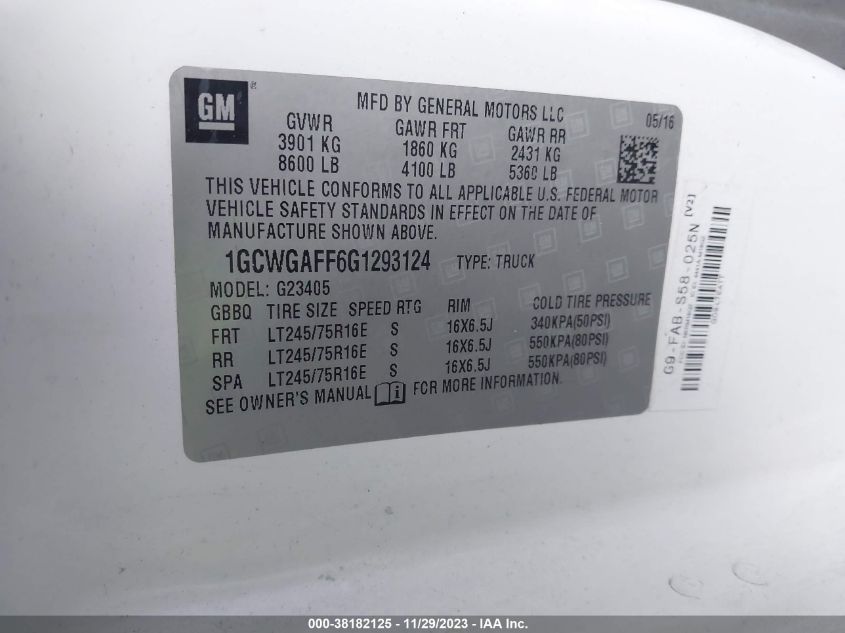 GM®
MFD BY GENERAL MOTORS LLC 05/16
GVWR GAWR FRT GAWR RR
3901 KG 1860 KG 2431 KG
8600 LB 4100 LB 5360 LB
THIS VEHICLE CONFORMS TO ALL APPLICABLE U.S. FEDERAL MOTOR
VEHICLE SAFETY STANDARDS IN EFFECT ON THE DATE OF
MANUFACTURE SHOWN ABOVE.
1GCWGAFF6G1293124 TYPE: TRUCK
MODEL: G23405
GBBQ TIRE SIZE SPEED RTG RIM COLD TIRE PRESSURE
FRT LT245/75R16E S 16X6.5J 340KPA(50PSI)
RR LT245/75R16E S 16X6.5J 550KPA(80PSI)
SPA LT245/75R16E S 16X6.5J 550KPA(80PSI)
SEE OWNER'S MANUAL i FOR MORE INFORMATION.
G9-FAB-S58-025N [V2]
000-38182125 - 11/29/2023 - IAA Inc.